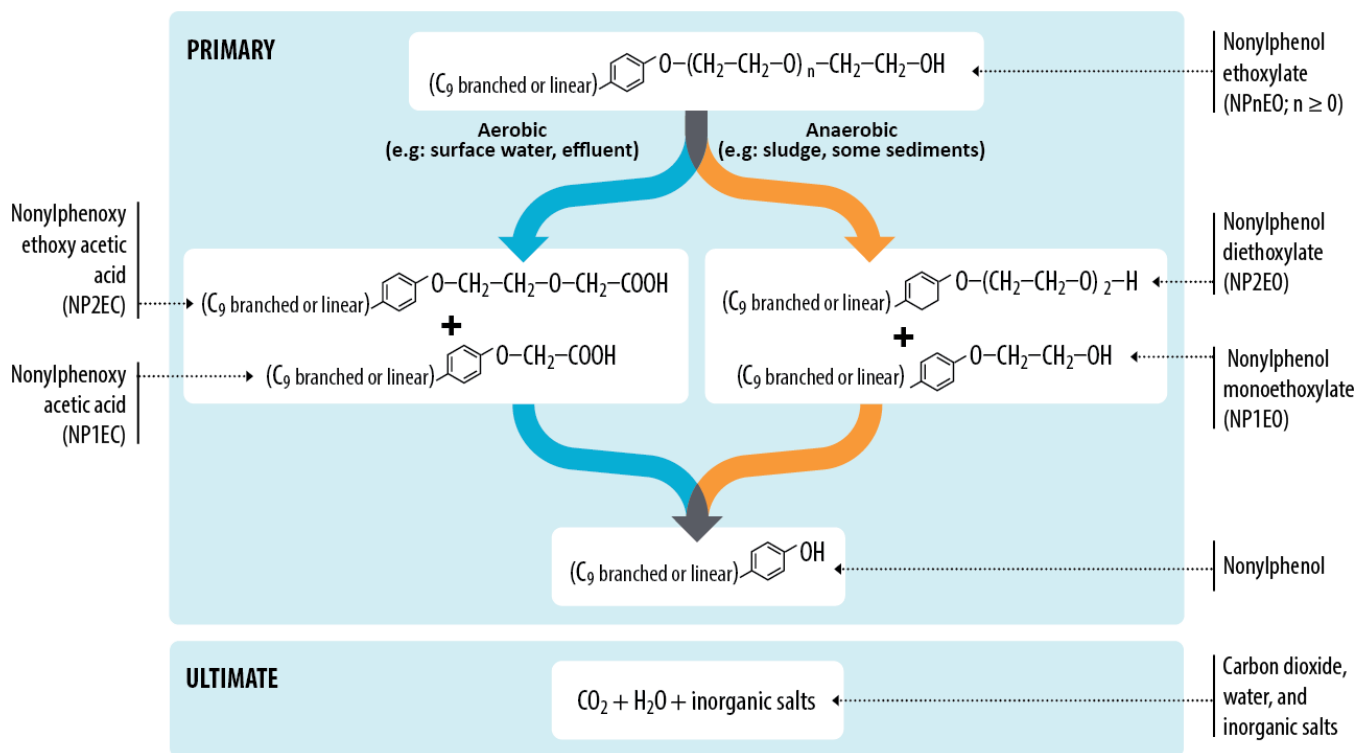 PRIMARY
(C₉ branched or linear) O–(CH₂–CH₂–O) n–CH₂–CH₂–OH
Nonylphenol
ethoxylate
(NPnEO; n ≥ 0)
Aerobic
(e.g: surface water, effluent)
Anaerobic
(e.g: sludge, some sediments)
Nonylphenoxy
ethoxy acetic
acid
(NP2EC)
(C₉ branched or linear) O–CH₂–CH₂–O–CH₂–COOH
+
(C₉ branched or linear) O–CH₂–COOH
Nonylphenoxy
acetic acid
(NP1EC)
(C₉ branched or linear) O–(CH₂–CH₂–O) ₂–H
+
(C₉ branched or linear) O–CH₂–CH₂–OH
Nonylphenol
diethoxylate
(NP2EO)
Nonylphenol
monoethoxylate
(NP1EO)
(C₉ branched or linear) OH
Nonylphenol
ULTIMATE
CO₂ + H₂O + inorganic salts
Carbon dioxide,
water, and
inorganic salts